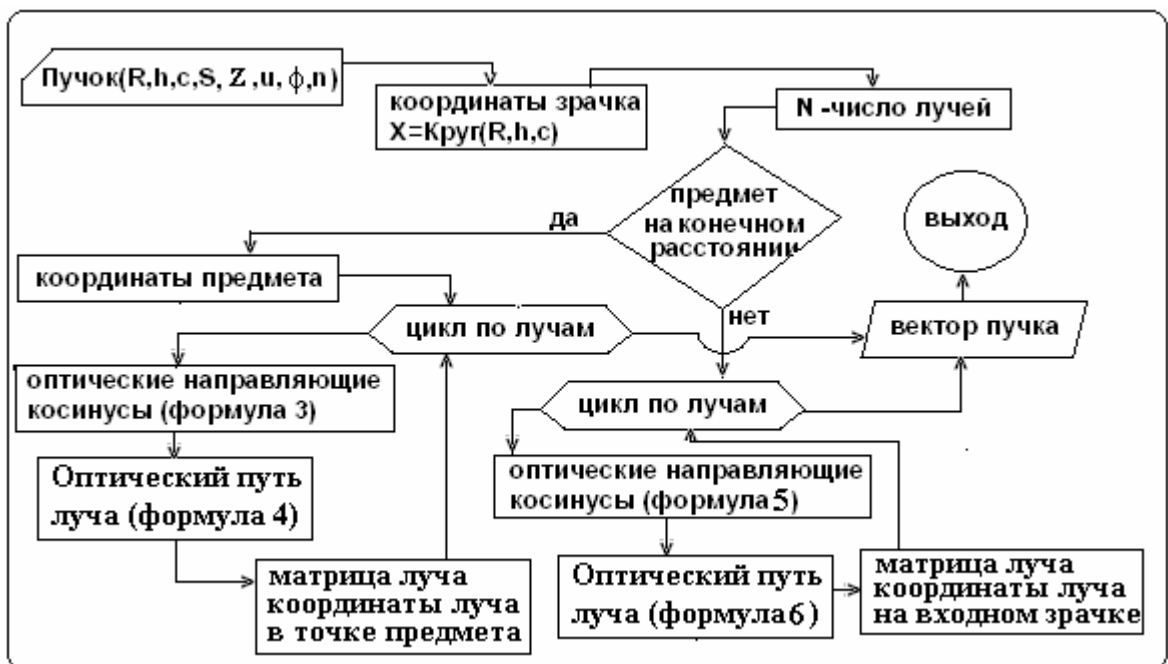 Пучок(R,h,c,S, Z ,u, ϕ,n)
координаты зрачка
X=Круг(R,h,c)
N -число лучей
предмет
на конечном
расстоянии
да
нет
выход
координаты предмета
цикл по лучам
вектор пучка
оптические направляющие
косинусы (формула 3)
Оптический путь
луча (формула 4)
матрица луча
координаты луча
в точке предмета
цикл по лучам
оптические направляющие
косинусы (формула 5)
Оптический путь
луча (формула 6)
матрица луча
координаты луча
на входном зрачке